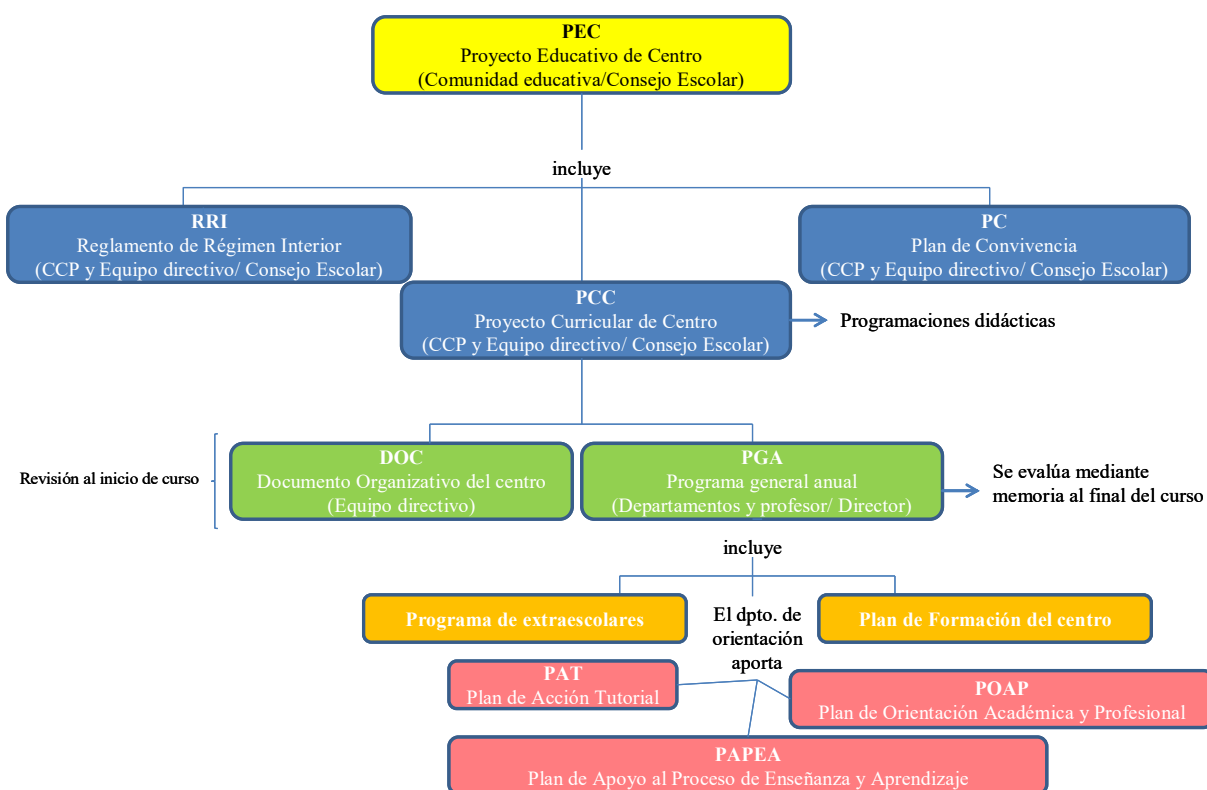 PEC
Proyecto Educativo de Centro
(Comunidad educativa/Consejo Escolar)
incluye
RRI
Reglamento de Régimen Interior
(CCP y Equipo directivo/ Consejo Escolar)
PC
Plan de Convivencia
(CCP y Equipo directivo/ Consejo Escolar)
PCC
Proyecto Curricular de Centro
(CCP y Equipo directivo/ Consejo Escolar)
Programaciones didácticas
Revisión al inicio de curso
DOC
Documento Organizativo del centro
(Equipo directivo)
PGA
Programa general anual
(Departamentos y profesor/ Director)
Se evalúa mediante
memoria al final del curso
incluye
Programa de extraescolares
El dpto. de
orientación
aporta
Plan de Formación del centro
PAT
Plan de Acción Tutorial
POAP
Plan de Orientación Académica y Profesional
PAPEA
Plan de Apoyo al Proceso de Enseñanza y Aprendizaje